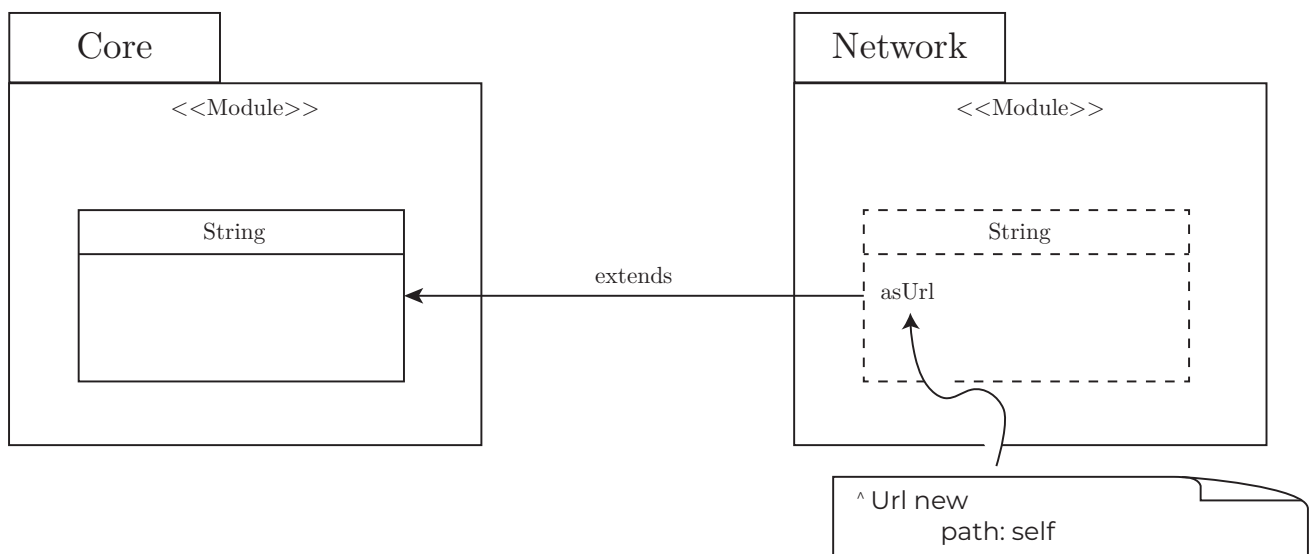 Core
Network
<<Module>>
<<Module>>
String
String
extends
asUrl
^ Url new
path: self